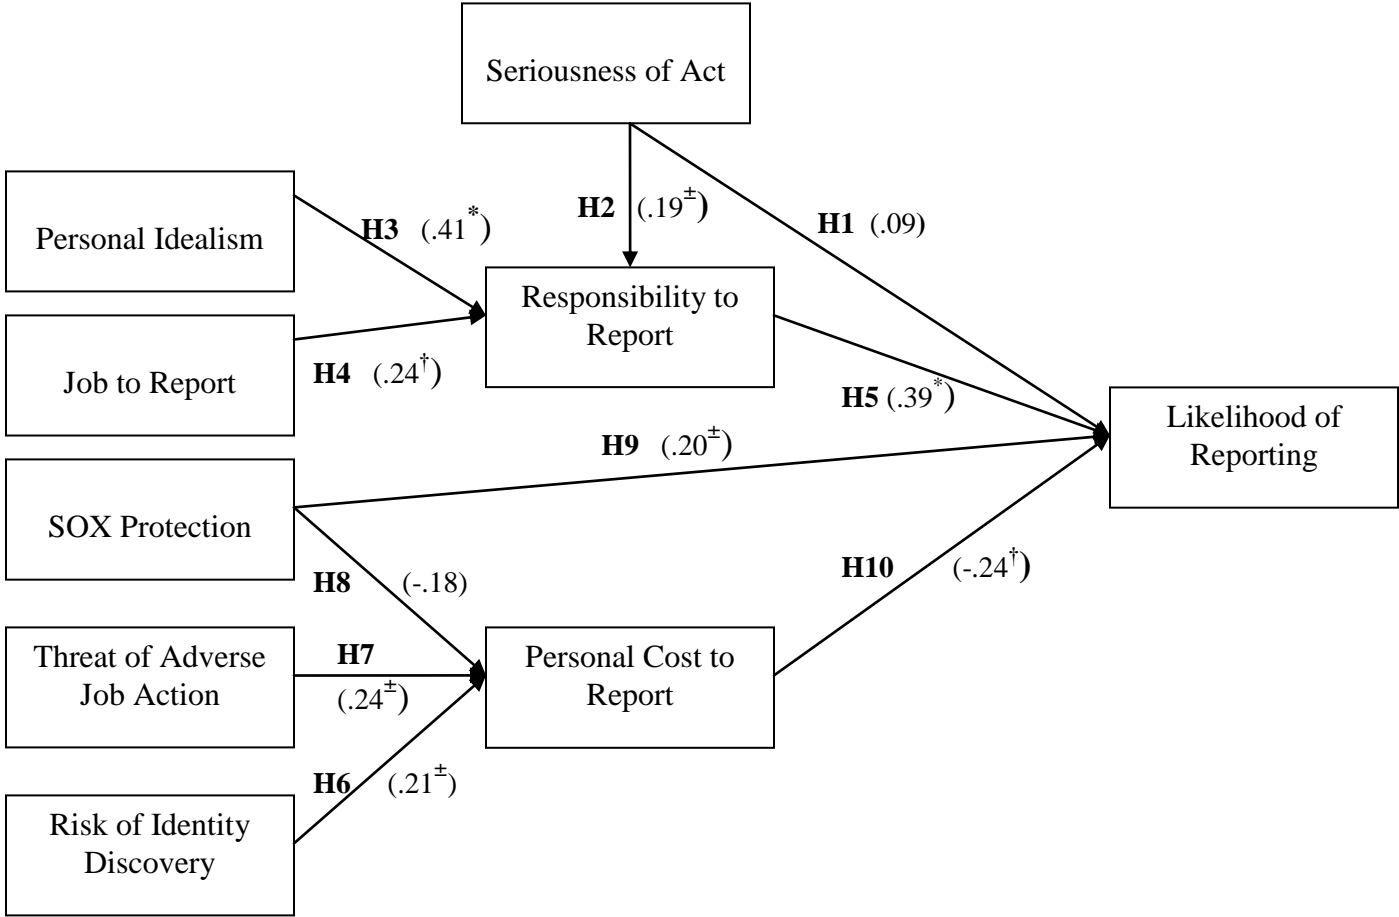 Seriousness of Act
Personal Idealism
H3 (.41*)
H2 (.19±)
H1 (.09)
Responsibility to
Report
Job to Report
H4 (.24†)
H5 (.39*)
Likelihood of
Reporting
H9 (.20±)
SOX Protection
H8 (-.18)
H10 (-.24†)
Threat of Adverse
Job Action
H7
(.24±)
Personal Cost to
Report
H6 (.21±)
Risk of Identity
Discovery